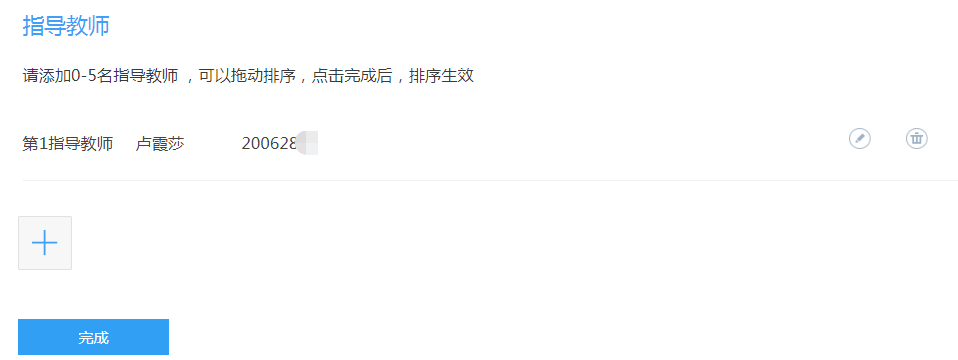 指导教师
请添加0-5名指导教师 ，可以拖动排序，点击完成后，排序生效
第1指导教师 卢霞莎 200628
完成